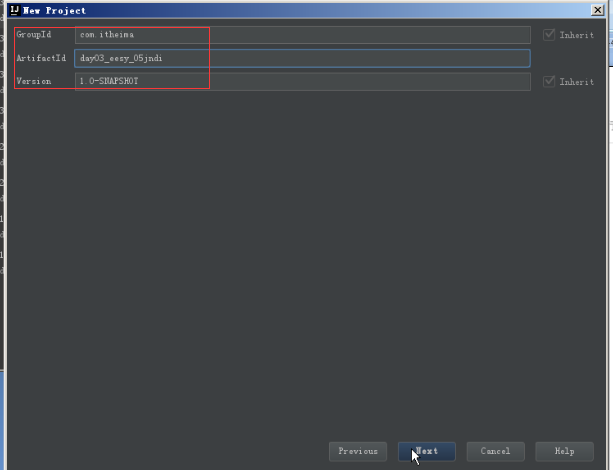 New Project
GroupId com.itheima Inherit
ArtifactId day03_eesy_05jndi
Version 1.0-SNAPSHOT Inherit
Previous Next Cancel Help